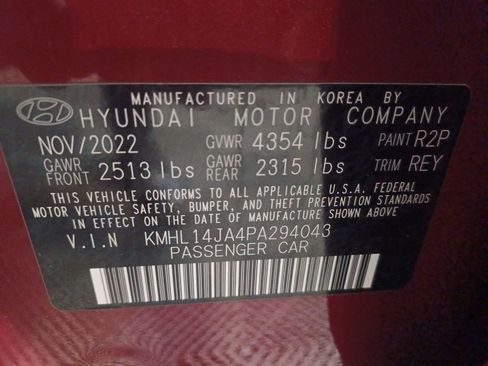 MANUFACTURED IN KOREA BY
HYUNDAI MOTOR COMPANY
NOV/2022 GVWR 4354 lbs PAINT R2P
GAWR FRONT 2513 lbs GAWR REAR 2315 lbs TRIM REY
THIS VEHICLE CONFORMS TO ALL APPLICABLE U.S.A. FEDERAL
MOTOR VEHICLE SAFETY, BUMPER, AND THEFT PREVENTION STANDARDS
IN EFFECT ON THE DATE OF MANUFACTURE SHOWN ABOVE.
V.I.N KMHL14JA4PA294043
PASSENGER CAR